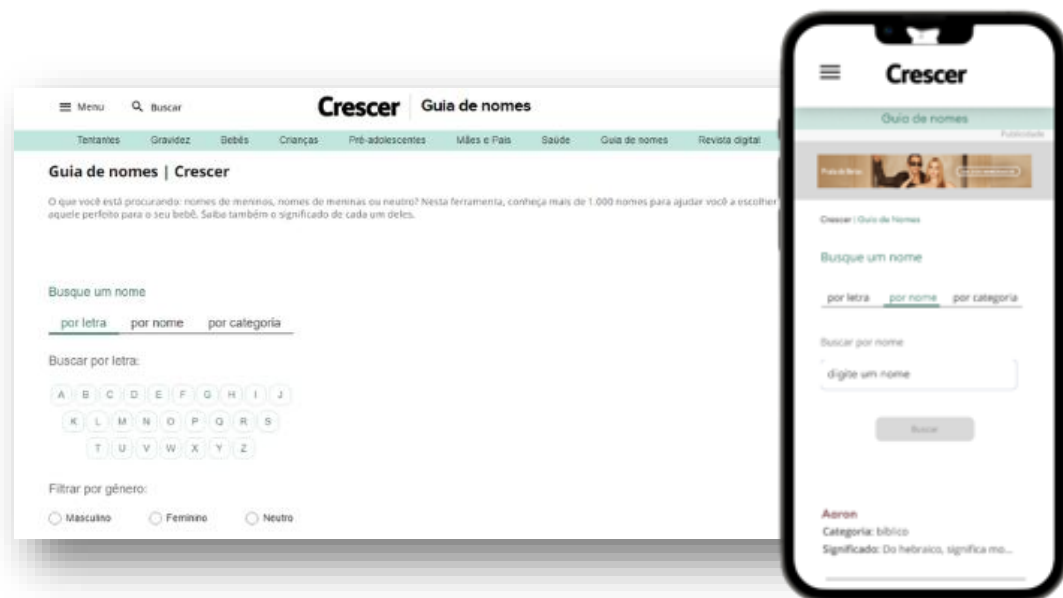 Menu
Buscar
Crescer
Guia de nomes
Tentantes
Gravidez
Bebês
Crianças
Pré-adolescentes
Mães e Pais
Saúde
Guia de nomes
Revista digital
Guia de nomes | Crescer
O que você está procurando: nomes de meninos, nomes de meninas ou neutro? Nesta ferramenta, conheça mais de 1.000 nomes para ajudar você a escolher
aquele perfeito para o seu bebê. Saiba também o significado de cada um deles.
Busque um nome
por letra
por nome
por categoria
Buscar por letra:
A B C D E F G H I J
K L M N O P Q R S
T U V W X Y Z
Filtrar por gênero:
Masculino
Feminino
Neutro
Crescer
Guia de nomes
Publicidade
Crescer | Guia de Nomes
Busque um nome
por letra
por nome
por categoria
Buscar por nome
digite um nome
Buscar
Aaron
Categoria: bíblico
Significado: Do hebraico, significa mo...